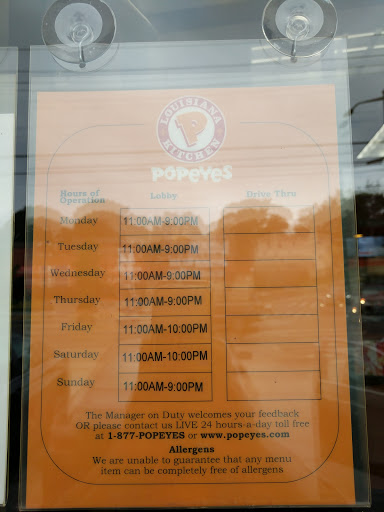 LOUISIANA
KITCHEN
POPEYES
Hours of Operation Lobby Drive Thru
Monday 11:00AM-9:00PM
Tuesday 11:00AM-9:00PM
Wednesday 11:00AM-9:00PM
Thursday 11:00AM-9:00PM
Friday 11:00AM-10:00PM
Saturday 11:00AM-10:00PM
Sunday 11:00AM-9:00PM
The Manager on Duty welcomes your feedback
OR please contact us LIVE 24 hours-a-day toll free
at 1-877-POPEYES or www.popeyes.com
Allergens
We are unable to guarantee that any menu
item can be completely free of allergens